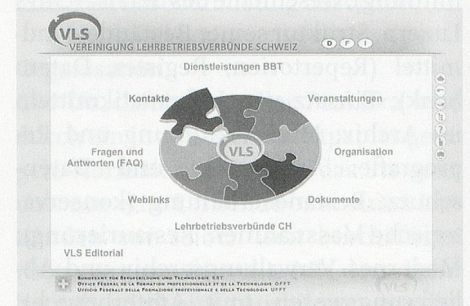 VLS
VEREINIGUNG LEHRBETRIEBSVERBÜNDE SCHWEIZ
D F I
Dienstleistungen BBT
Kontakte
Veranstaltungen
Fragen und
Antworten (FAQ)
VLS
Organisation
Weblinks
Dokumente
Lehrbetriebsverbünde CH
VLS Editorial
BUNDESAMT FÜR BERUFSBILDUNG UND TECHNOLOGIE BBT
OFFICE FÉDÉRAL DE LA FORMATION PROFESSIONNELLE ET DE LA TECHNOLOGIE OFFT
UFFICIO FEDERALE DELLA FORMAZIONE PROFESSIONALE E DELLA TECNOLOGIA UFFT
VLS